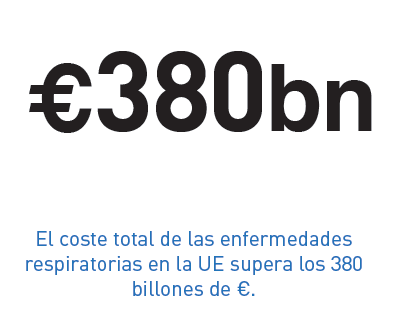 €380bn
El coste total de las enfermedades
respiratorias en la UE supera los 380
billones de €.